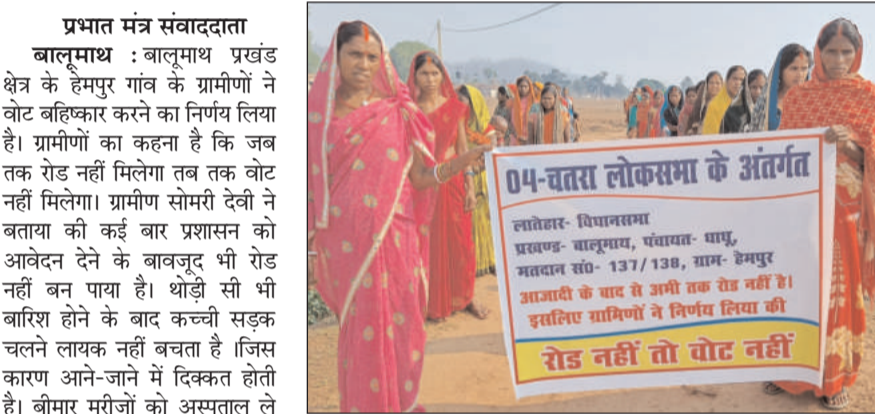 प्रभात मंत्र संवाददाता
बालूमाथ : बालूमाथ प्रखंड
क्षेत्र के हेमपुर गांव के ग्रामीणों ने
वोट बहिष्कार करने का निर्णय लिया
है। ग्रामीणों का कहना है कि जब
तक रोड नहीं मिलेगा तब तक वोट
नहीं मिलेगा। ग्रामीण सोमरी देवी ने
बताया की कई बार प्रशासन को
आवेदन देने के बावजूद भी रोड
नहीं बन पाया है। थोड़ी सी भी
बारिश होने के बाद कच्ची सड़क
चलने लायक नहीं बचता है ।जिस
कारण आने-जाने में दिक्कत होती
है। बीमार मरीजों को अस्पताल ले
04-चतरा लोकसभा के अंतर्गत
लातेहार- विधानसभा
प्रखण्ड- बालूमाथ, पंचायत- धाधू,
मतदान सं0- 137/138, ग्राम- हेमपुर
आजादी के बाद से अभी तक रोड नहीं है।
इसलिए ग्रामिणों ने निर्णय लिया की
रोड नहीं तो वोट नहीं